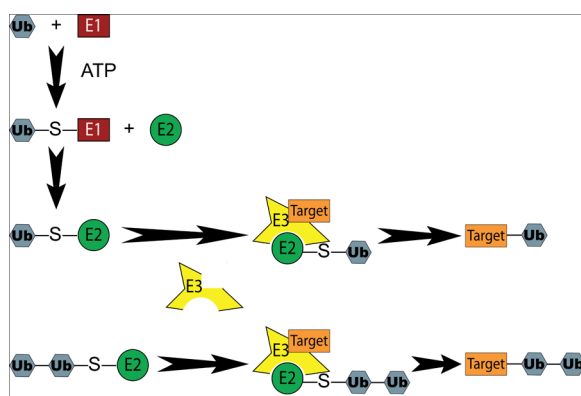 Ub + E1
ATP
Ub S E1 + E2
Ub S E2
E3 Target
E2 S Ub
Target Ub
E3
Ub Ub S E2
E3 Target
E2 S Ub Ub
Target Ub Ub